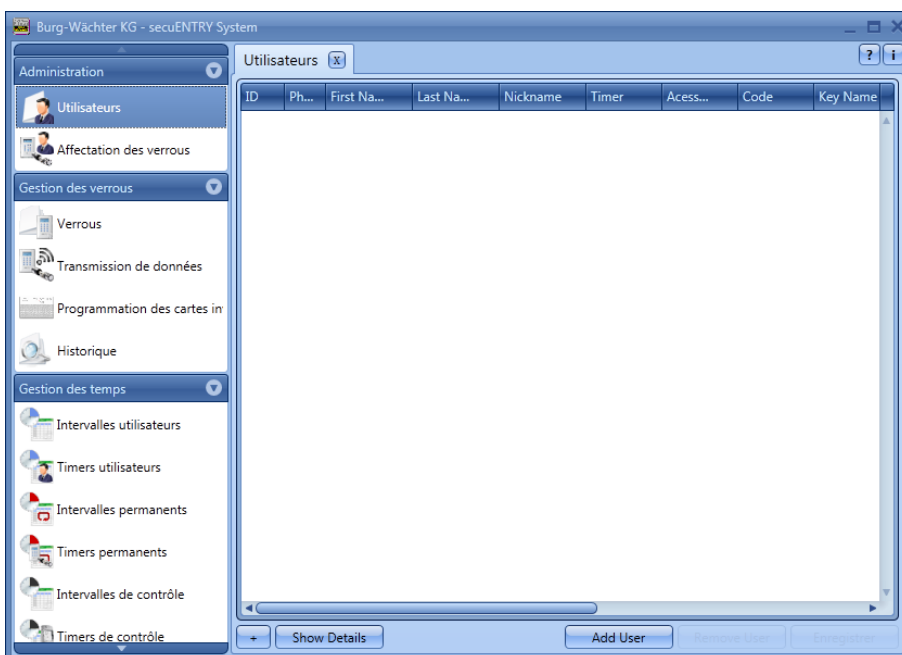 Burg-Wächter KG - secuENTRY System
Administration
Utilisateurs
Affectation des verrous
Gestion des verrous
Verrous
Transmission de données
Programmation des cartes in
Historique
Gestion des temps
Intervalles utilisateurs
Timers utilisateurs
Intervalles permanents
Timers permanents
Intervalles de contrôle
Timers de contrôle
Utilisateurs x
? i
ID Ph... First Na... Last Na... Nickname Timer Acess... Code Key Name
+ Show Details Add User Remove User Enregistrer